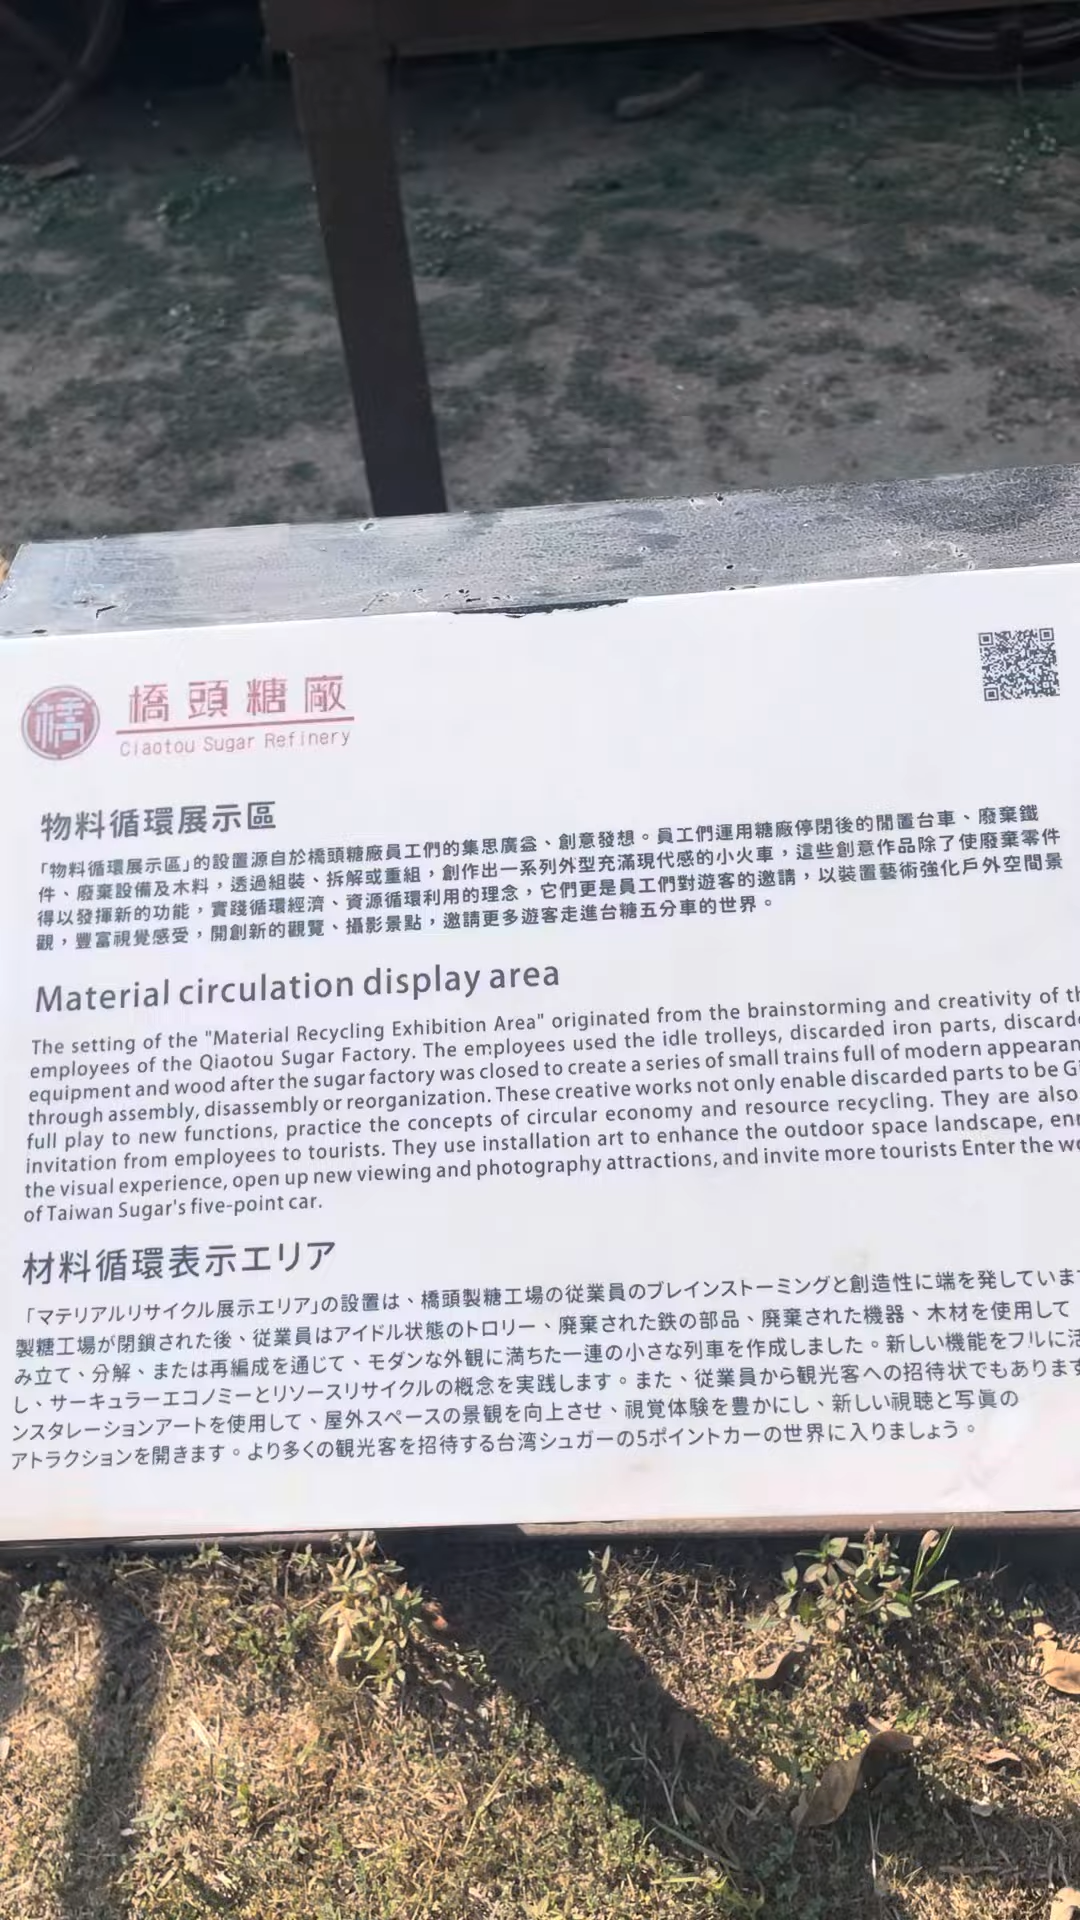 橋
橋頭糖廠
Ciaotou Sugar Refinery
物料循環展示區
「物料循環展示區」的設置源自於橋頭糖廠員工們的集思廣益、創意發想。員工們運用糖廠停閉後的閒置台車、廢棄鐵
件、廢棄設備及木料，透過組裝、拆解或重組，創作出一系列外型充滿現代感的小火車，這些創意作品除了使廢棄零件
得以發揮新的功能，實踐循環經濟、資源循環利用的理念，它們更是員工們對遊客的邀請，以裝置藝術強化戶外空間景
觀，豐富視覺感受，開創新的觀覽、攝影景點，邀請更多遊客走進台糖五分車的世界。
Material circulation display area
The setting of the "Material Recycling Exhibition Area" originated from the brainstorming and creativity of
employees of the Qiaotou Sugar Factory. The employees used the idle trolleys, discarded iron parts,
equipment and wood after the sugar factory was closed to create a series of small trains full of modern
through assembly, disassembly or reorganization. These creative works not only enable discarded parts to be
full play to new functions, practice the concepts of circular economy and resource recycling. They are also
invitation from employees to tourists. They use installation art to enhance the outdoor space landscape,
the visual experience, open up new viewing and photography attractions, and invite more tourists Enter the
of Taiwan Sugar's five-point car.
材料循環表示エリア
「マテリアルリサイクル展示エリア」の設置は、橋頭製糖工場の従業員のブレインストーミングと創造性に端を発していま
製糖工場が閉鎖された後、従業員はアイドル状態のトロリー、廃棄された鉄の部品、廃棄された機器、木材を使用して
み立て、分解、または再編成を通じて、モダンな外観に満ちた一連の小さな列車を作成しました。新しい機能をフルに
し、サーキュラーエコノミーとリソースリサイクルの概念を実践します。また、従業員から観光客への招待状でもあります
ンスタレーションアートを使用して、屋外スペースの景観を向上させ、視覚体験を豊かにし、新しい視聴と写眞の
アトラクションを開きます。より多くの観光客を招待する台湾シュガーの5ポイントカーの世界に入りましょう。